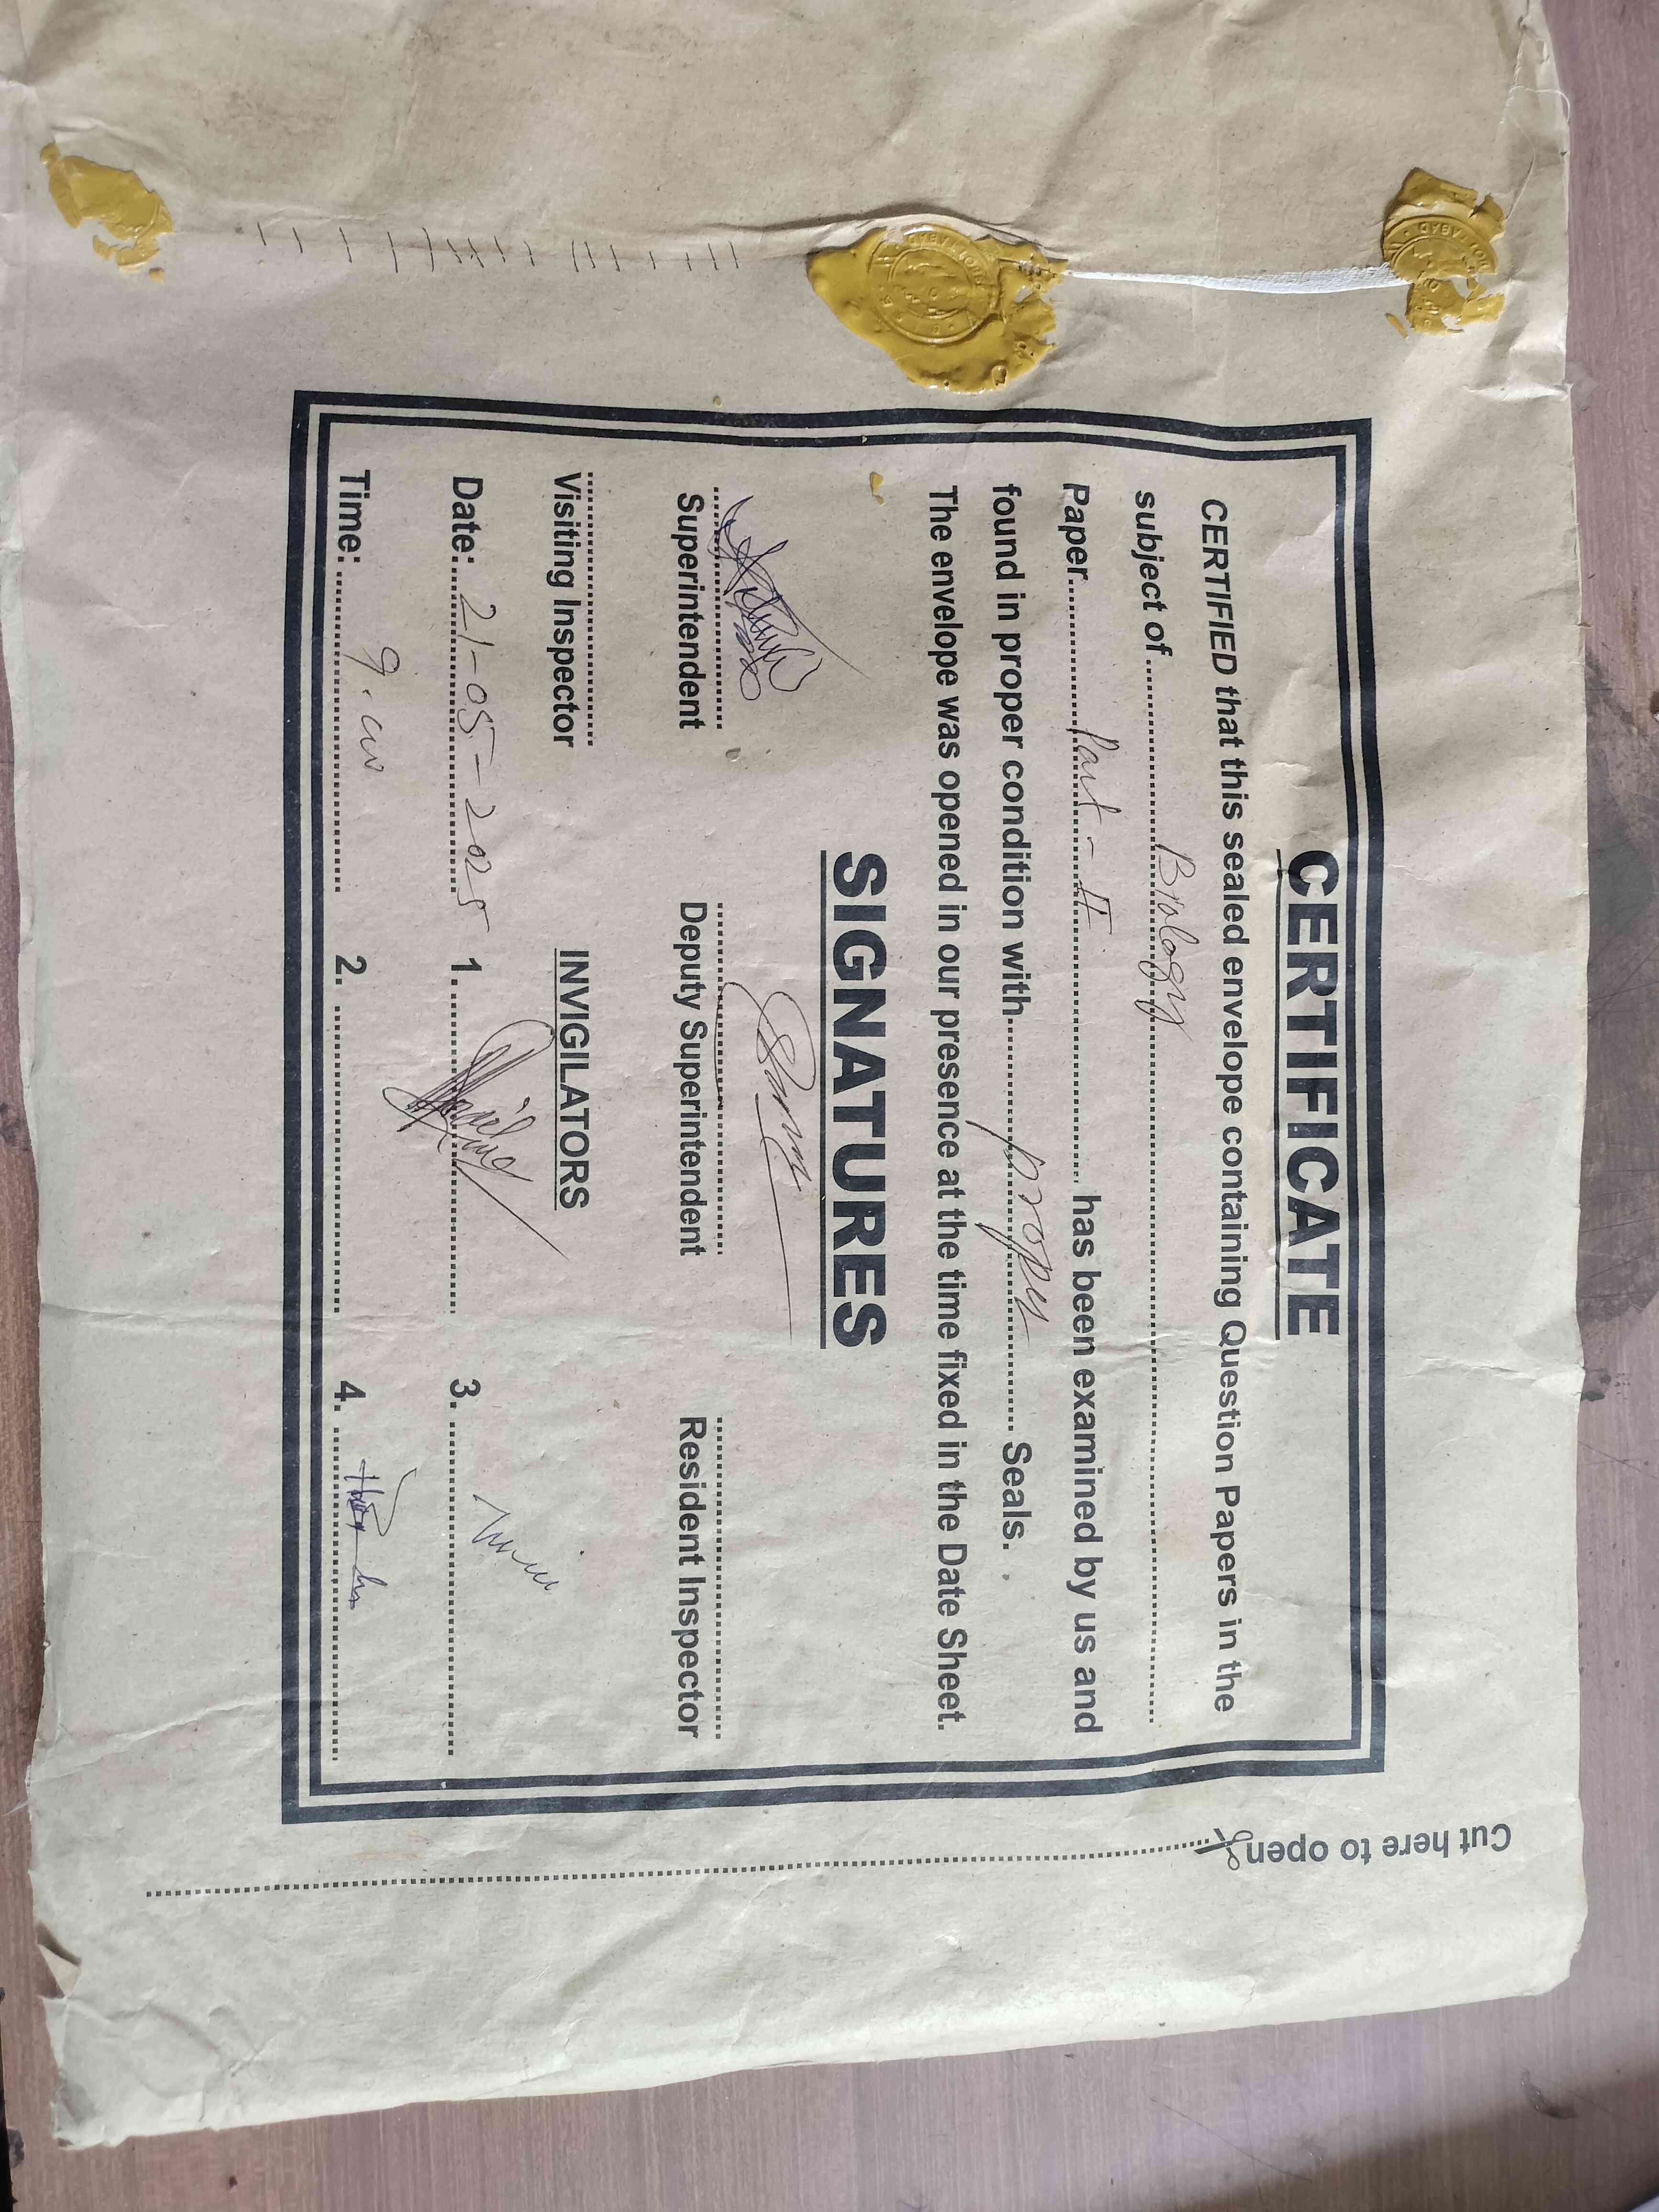 CERTIFICATE
CERTIFIED that this sealed envelope containing Question Papers in the
subject of Biology
Paper Part - II has been examined by us and
found in proper condition with proper Seals.
The envelope was opened in our presence at the time fixed in the Date Sheet.
SIGNATURES
Superintendent Deputy Superintendent Resident Inspector
Visiting Inspector INVIGILATORS
Date: 21-05-2025 1. 3.
Time: 9. 2. 4.
Cut here to open